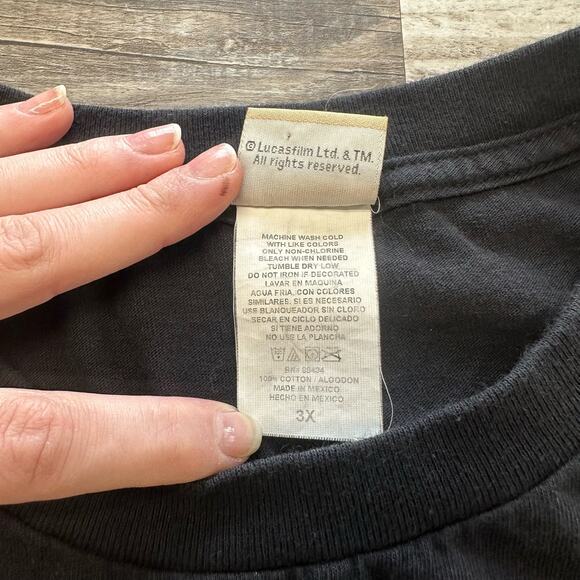 © Lucasfilm Ltd. & TM.
All rights reserved.
MACHINE WASH COLD
WITH LIKE COLORS
ONLY NON-CHLORINE
BLEACH WHEN NEEDED
TUMBLE DRY LOW
DO NOT IRON IF DECORATED
LAVAR EN MAQUINA
AGUA FRIA, CON COLORES
SIMILARES. SI ES NECESARIO
USE BLANQUEADOR SIN CLORO
SECAR EN CICLO DELICADO
SI TIENE ADORNO
NO USE LA PLANCHA
100% COTTON / ALGODON
MADE IN MEXICO
HECHO EN MEXICO
3X